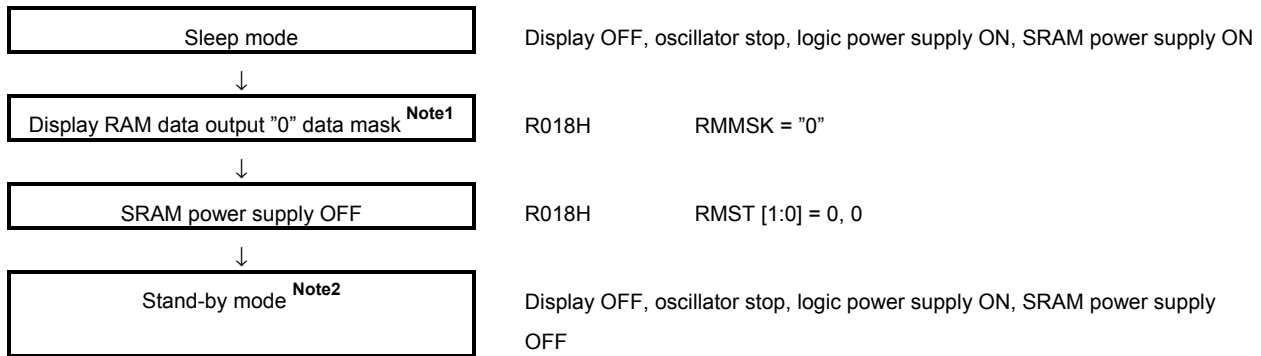 Sleep mode Display OFF, oscillator stop, logic power supply ON, SRAM power supply ON
↓
Display RAM data output ”0” data mask Note1 R018H RMMSK = ”0”
↓
SRAM power supply OFF R018H RMST [1:0] = 0, 0
↓
Stand-by mode Note2 Display OFF, oscillator stop, logic power supply ON, SRAM power supply
OFF